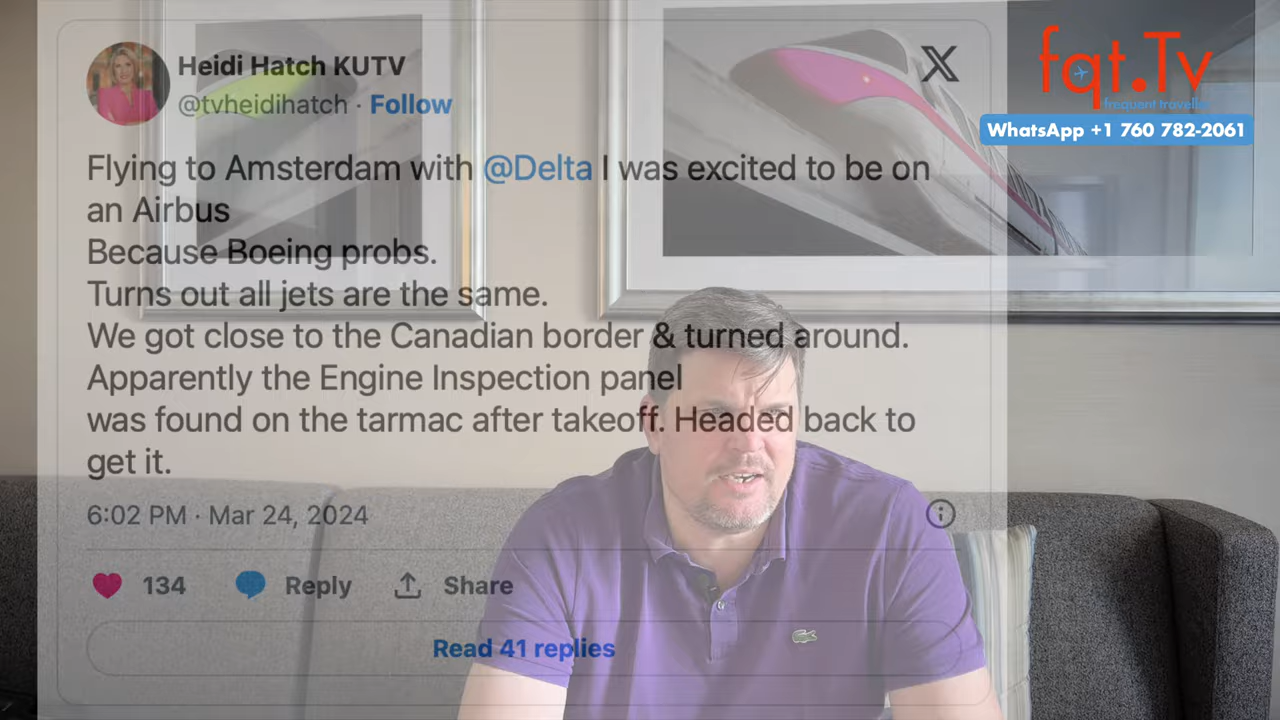 Heidi Hatch KUTV
@tvheidihatch · Follow
Flying to Amsterdam with @Delta I was excited to be on
an Airbus
Because Boeing probs.
Turns out all jets are the same.
We got close to the Canadian border & turned around.
Apparently the Engine Inspection panel
was found on the tarmac after takeoff. Headed back to
get it.
6:02 PM · Mar 24, 2024
134 Reply Share
Read 41 replies
fqt.Tv
frequent traveller
WhatsApp +1 760 782-2061